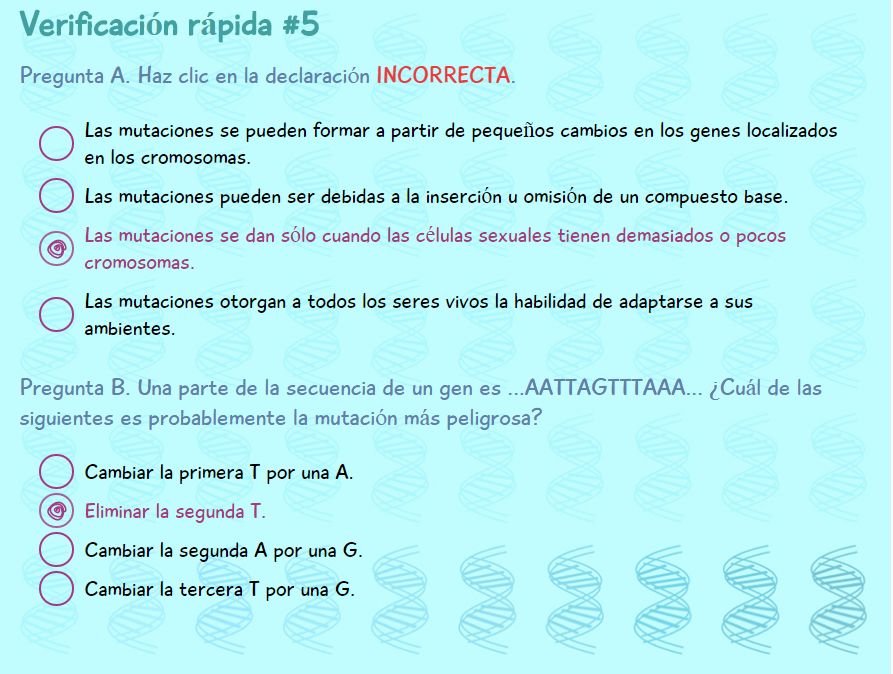 Verificación rápida #5
Pregunta A. Haz clic en la declaración INCORRECTA.
Las mutaciones se pueden formar a partir de pequeños cambios en los genes localizados
en los cromosomas.
Las mutaciones pueden ser debidas a la inserción u omisión de un compuesto base.
Las mutaciones se dan sólo cuando las células sexuales tienen demasiados o pocos
cromosomas.
Las mutaciones otorgan a todos los seres vivos la habilidad de adaptarse a sus
ambientes.
Pregunta B. Una parte de la secuencia de un gen es ...AATTAGTTTAAA... ¿Cuál de las
siguientes es probablemente la mutación más peligrosa?
Cambiar la primera T por una A.
Eliminar la segunda T.
Cambiar la segunda A por una G.
Cambiar la tercera T por una G.